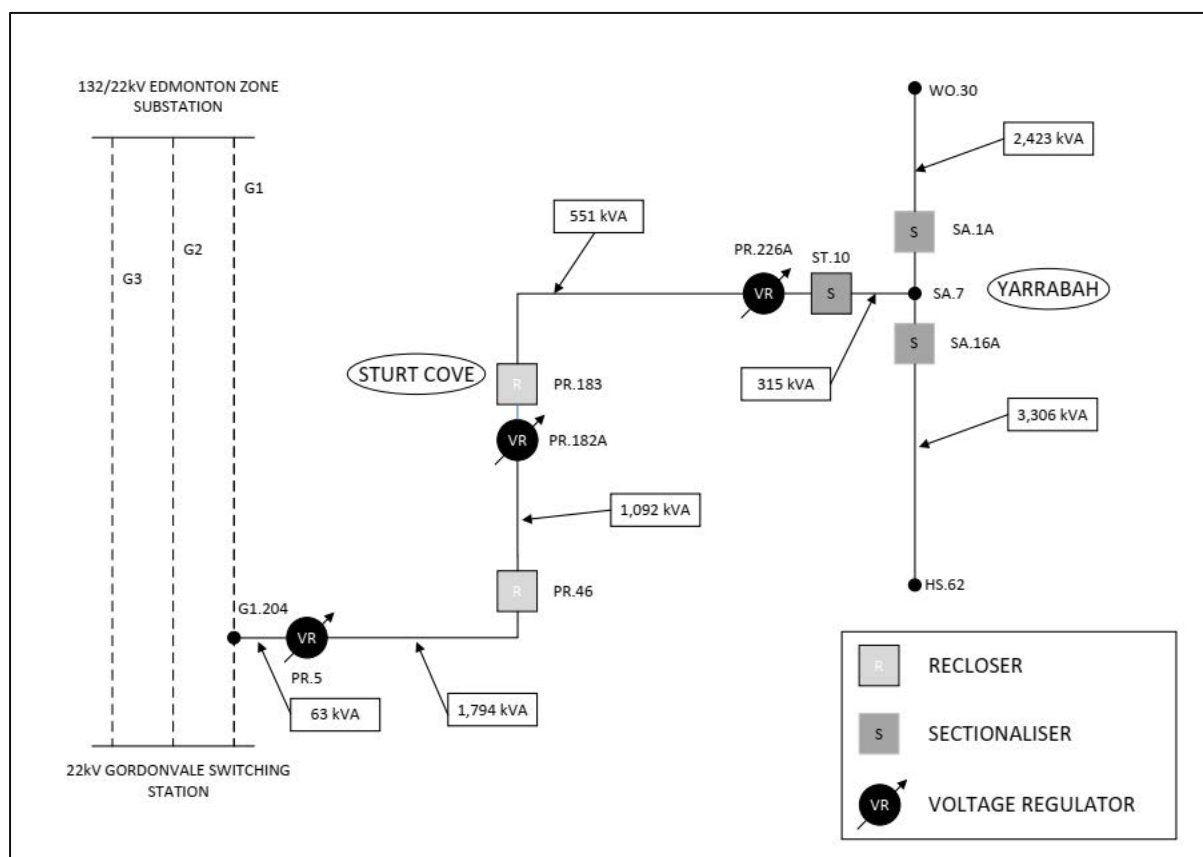 132/22kV EDMONTON ZONE
SUBSTATION
G1
G2
G3
WO.30
2,423 kVA
551 kVA
SA.1A
PR.226A
ST.10
S
VR
S
SA.7
YARRABAH
S
SA.16A
STURT COVE
R
PR.183
315 kVA
VR
PR.182A
3,306 kVA
1,092 kVA
R
PR.46
HS.62
G1.204
VR
PR.5
63 kVA
1,794 kVA
22kV GORDONVALE SWITCHING
STATION
R
RECLOSER
S
SECTIONALISER
VR
VOLTAGE REGULATOR